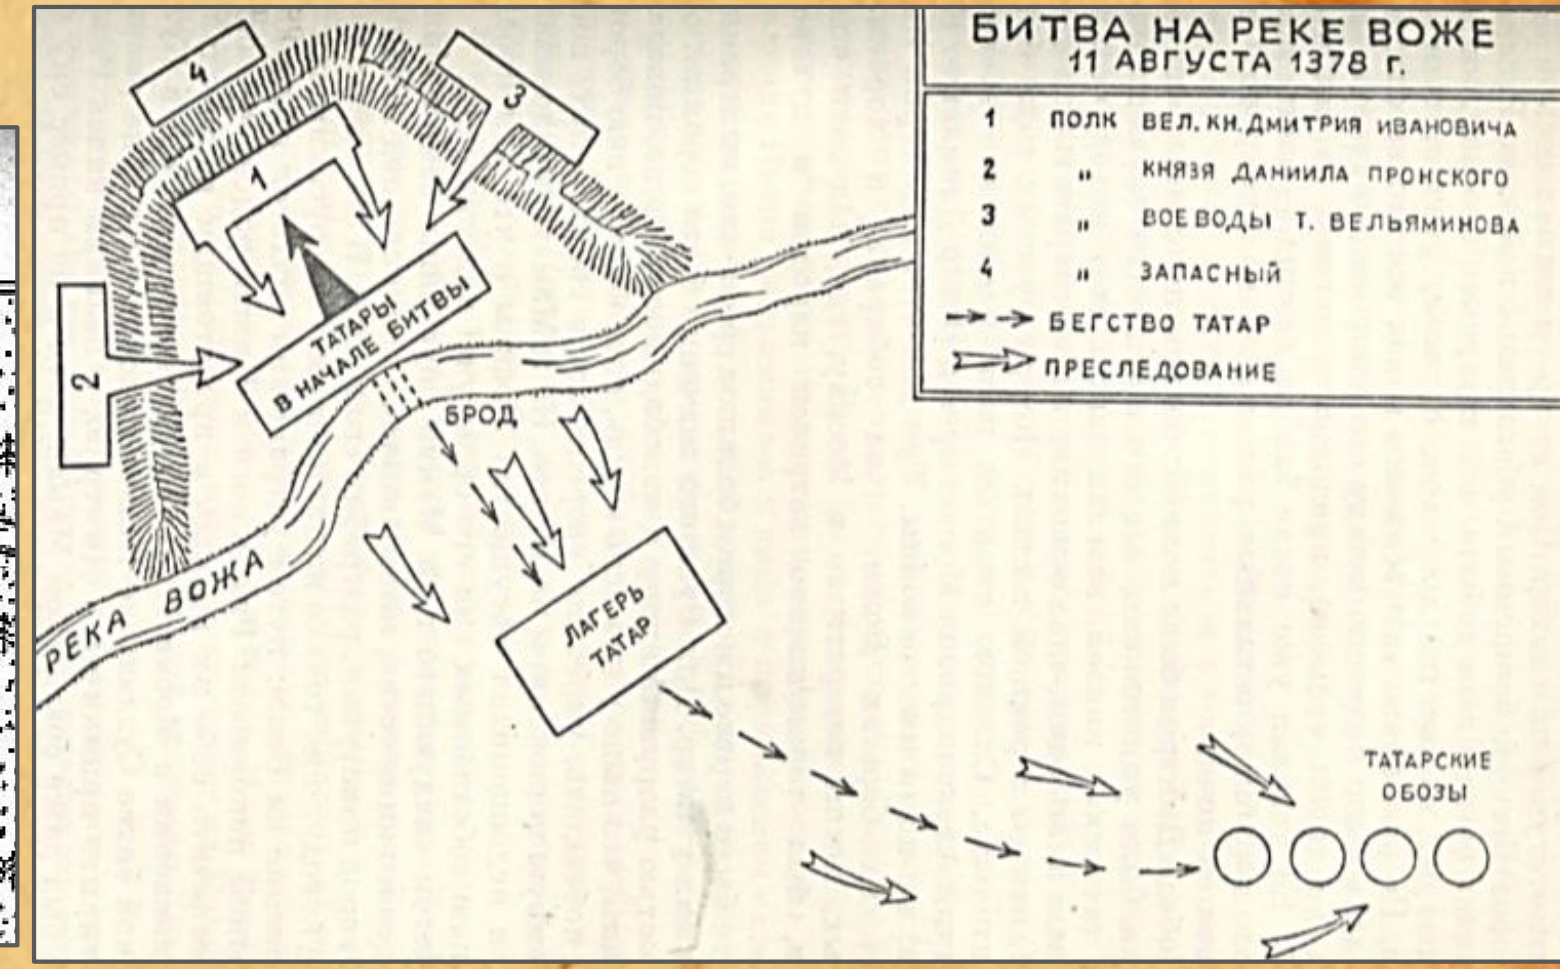 БИТВА НА РЕКЕ ВОЖЕ
11 АВГУСТА 1378 г.
1 ПОЛК ВЕЛ. КН. ДМИТРИЯ ИВАНОВИЧА
2 „ КНЯЗЯ ДАНИИЛА ПРОНСКОГО
3 „ ВОЕВОДЫ Т. ВЕЛЬЯМИНОВА
4 „ ЗАПАСНЫЙ
БЕГСТВО ТАТАР
ПРЕСЛЕДОВАНИЕ
4
3
1
2
ТАТАРЫ
В НАЧАЛЕ БИТВЫ
БРОД
РЕКА ВОЖА
ЛАГЕРЬ
ТАТАР
ТАТАРСКИЕ
ОБОЗЫ